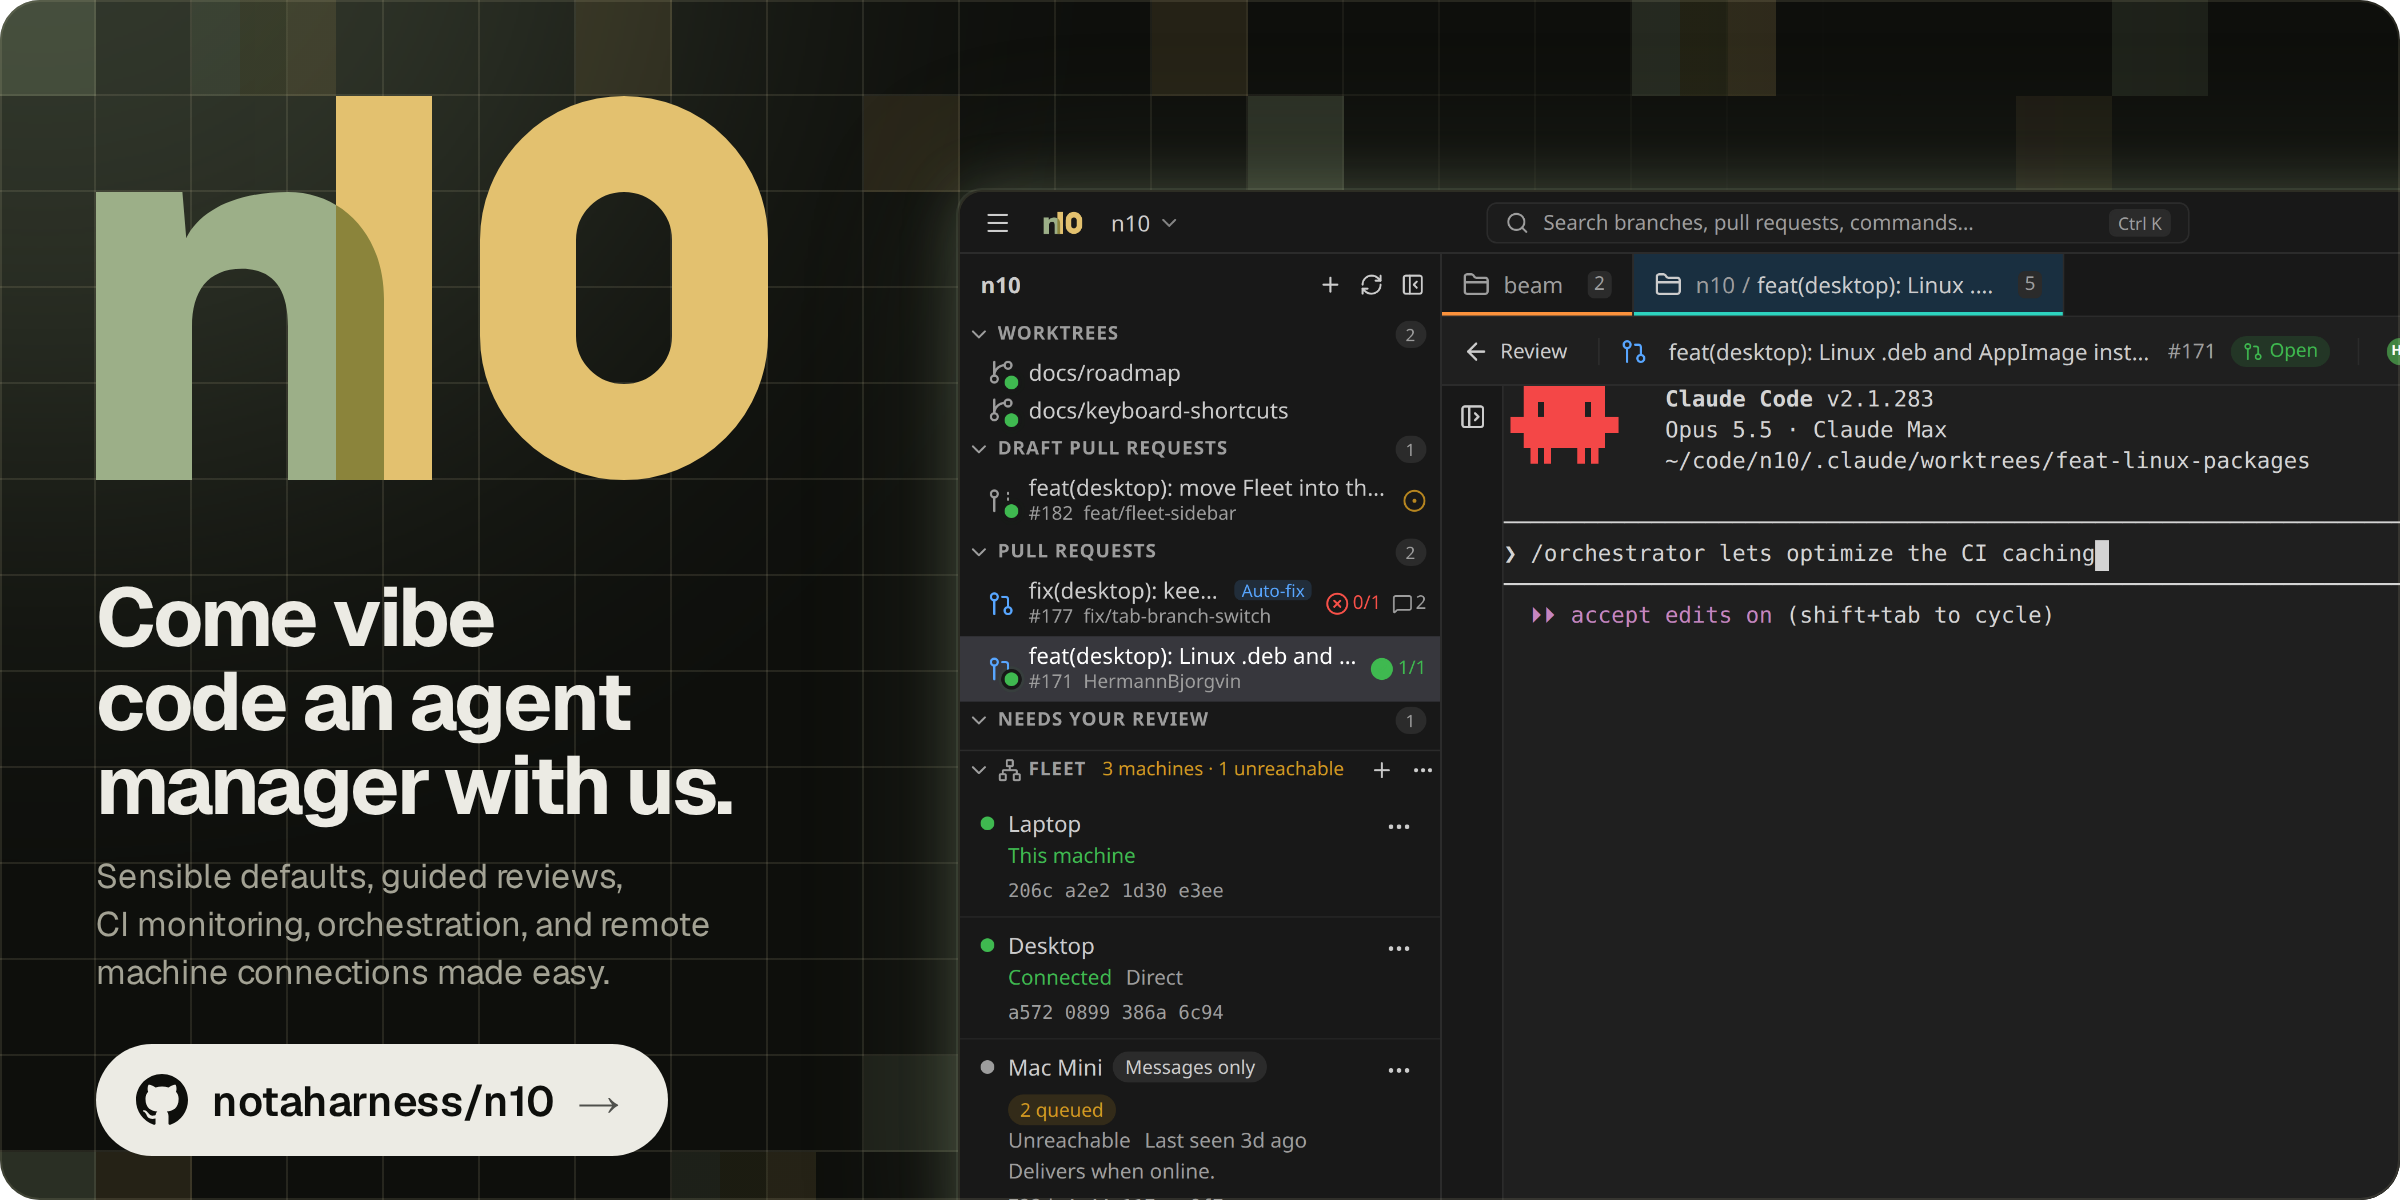 n10
Come vibe
code an agent
manager with us.
Sensible defaults, guided reviews,
CI monitoring, orchestration, and remote
machine connections made easy.
notaharness/n10 →
n10 n10
Search branches, pull requests, commands... Ctrl K
n10
WORKTREES 2
docs/roadmap
docs/keyboard-shortcuts
DRAFT PULL REQUESTS 1
feat(desktop): move Fleet into th...
#182 feat/fleet-sidebar
PULL REQUESTS 2
fix(desktop): kee... Auto-fix 0/1 2
#177 fix/tab-branch-switch
feat(desktop): Linux .deb and ... 1/1
#171 HermannBjorgvin
NEEDS YOUR REVIEW 1
FLEET 3 machines · 1 unreachable
Laptop
This machine
206c a2e2 1d30 e3ee
Desktop
Connected Direct
a572 0899 386a 6c94
Mac Mini Messages only
2 queued
Unreachable Last seen 3d ago
Delivers when online.
beam 2
n10 / feat(desktop): Linux .... 5
← Review feat(desktop): Linux .deb and AppImage inst... #171 Open
Claude Code v2.1.283
Opus 5.5 · Claude Max
~/code/n10/.claude/worktrees/feat-linux-packages
❯ /orchestrator lets optimize the CI caching
⏵⏵ accept edits on (shift+tab to cycle)